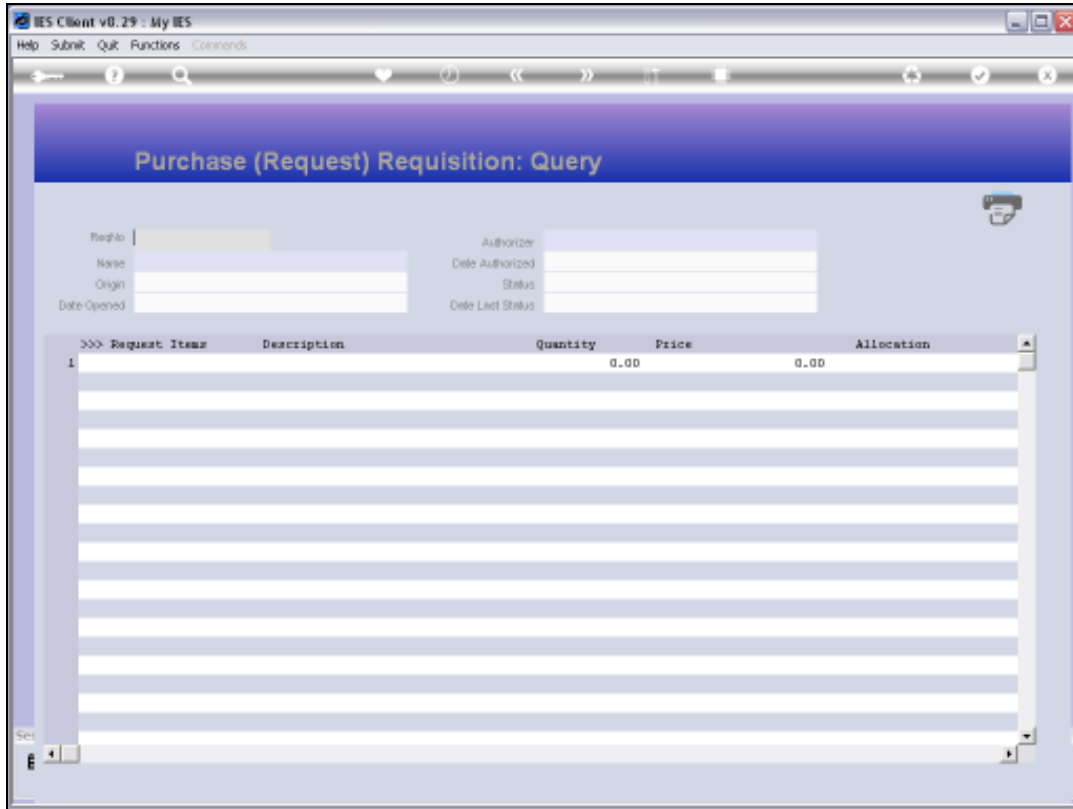 IES Client v8.29 : My IES
Help Submit Quit Functions Commands
Purchase (Request) Requisition: Query
ReqNo
Authorizer
Name
Date Authorized
Origin
Status
Date Opened
Date Last Status
>>> Request Items Description Quantity Price Allocation
1 0.00 0.00